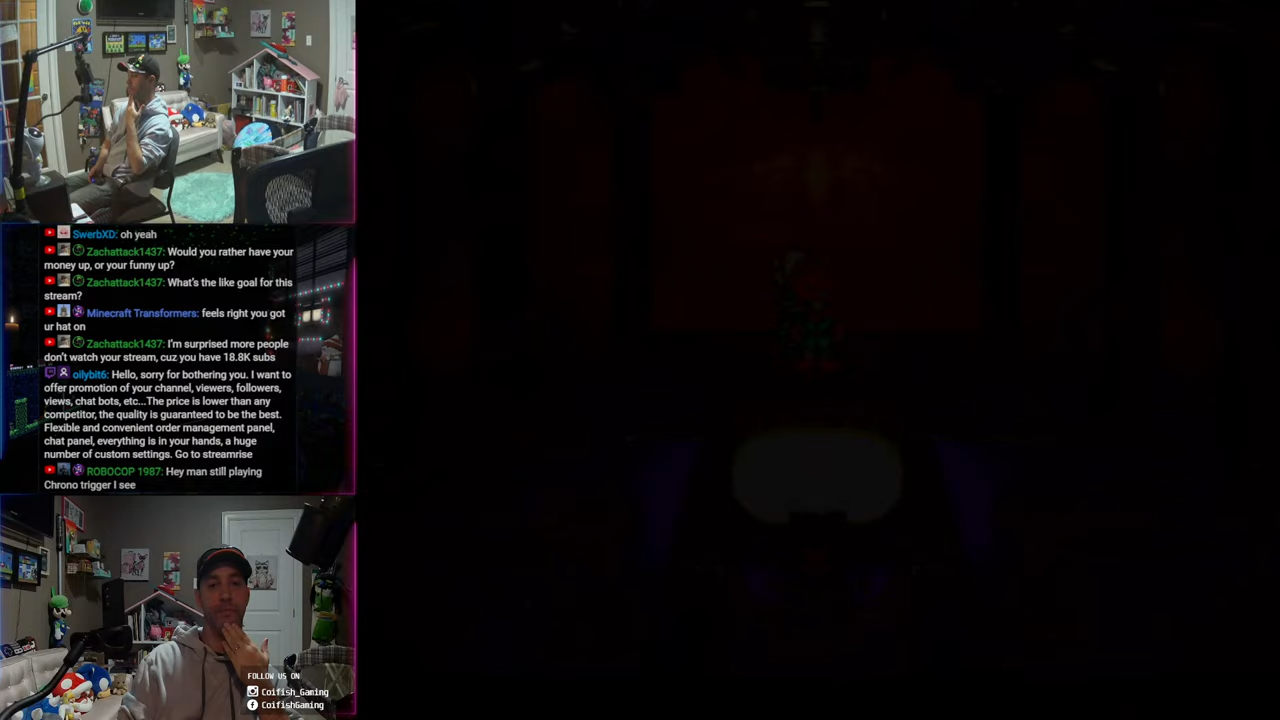 SwerbXD: oh yeah
Zachattack1437: Would you rather have your
money up, or your funny up?
Zachattack1437: What's the like goal for this
stream?
Minecraft Transformers: feels right you got
ur hat on
Zachattack1437: I'm surprised more people
don't watch your stream, cuz you have 18.8K subs
oilybit6: Hello, sorry for bothering you. I want to
offer promotion of your channel, viewers, followers,
views, chat bots, etc...The price is lower than any
competitor, the quality is guaranteed to be the best.
Flexible and convenient order management panel,
chat panel, everything is in your hands, a huge
number of custom settings. Go to streamrise
ROBOCOP 1987: Hey man still playing
Chrono trigger I see
FOLLOW US ON
Coifish_Gaming
CoifishGaming